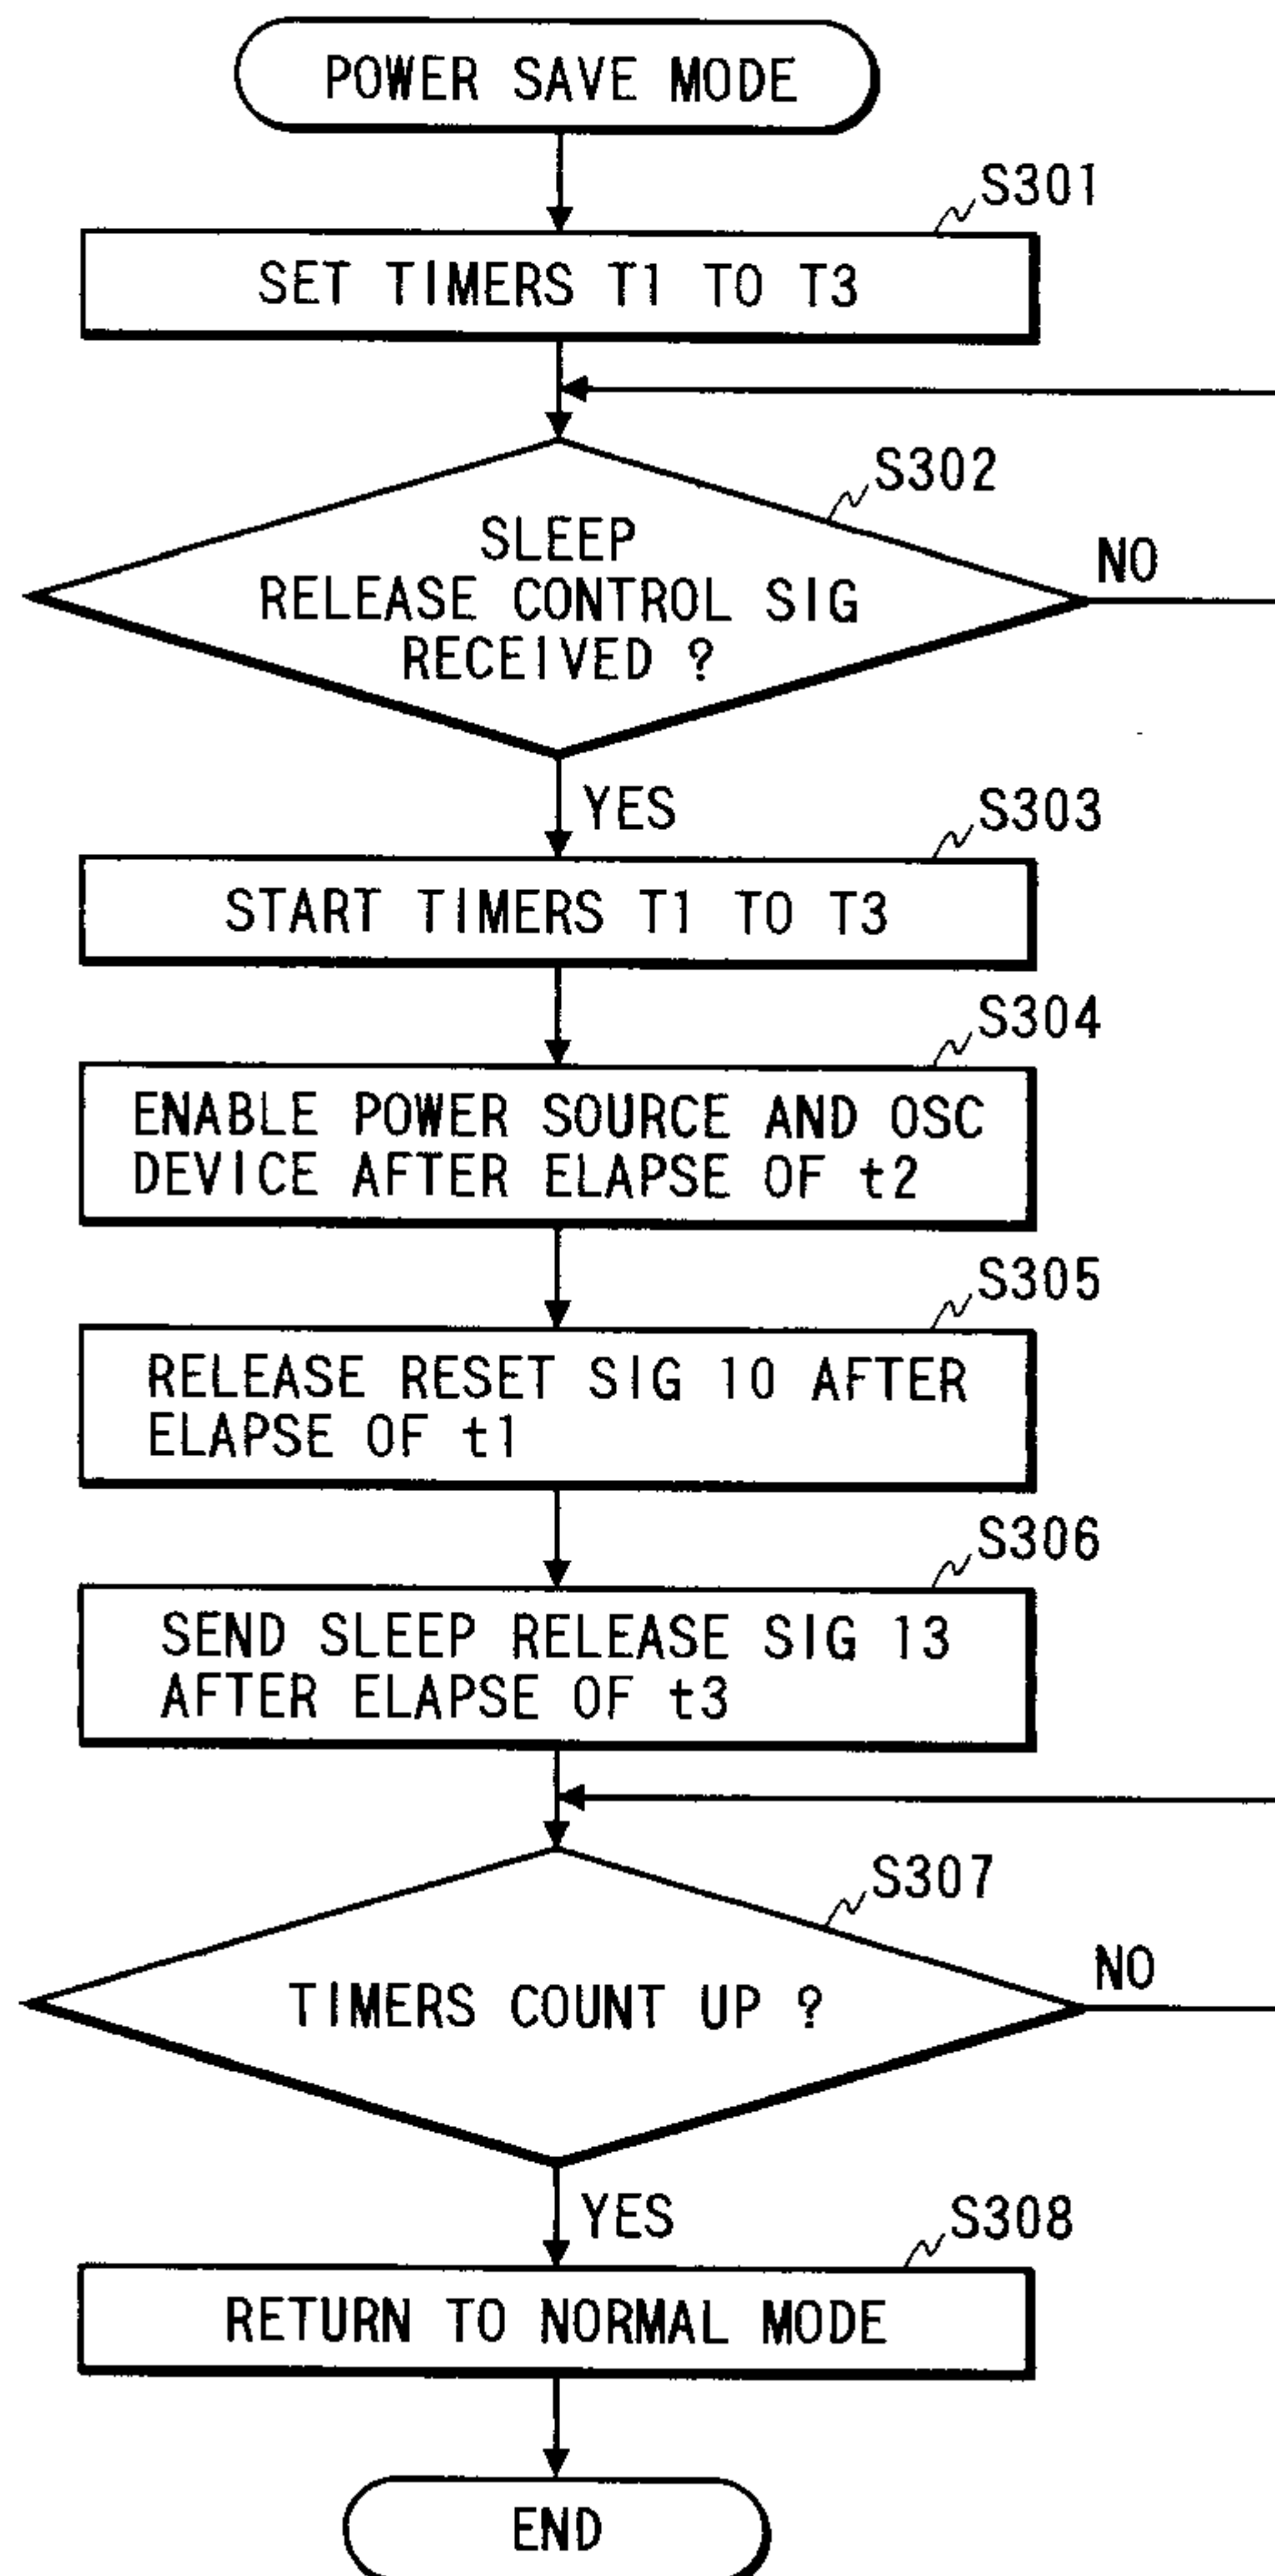 POWER SAVE MODE
S301
SET TIMERS T1 TO T3
S302
SLEEP
RELEASE CONTROL SIG
RECEIVED ?
NO
YES
S303
START TIMERS T1 TO T3
S304
ENABLE POWER SOURCE AND OSC
DEVICE AFTER ELAPSE OF t2
S305
RELEASE RESET SIG 10 AFTER
ELAPSE OF t1
S306
SEND SLEEP RELEASE SIG 13
AFTER ELAPSE OF t3
S307
TIMERS COUNT UP ?
NO
YES
S308
RETURN TO NORMAL MODE
END